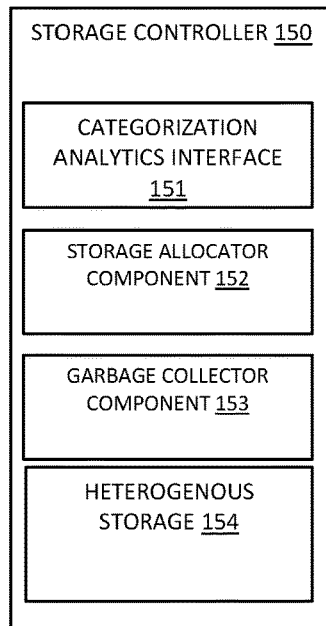 STORAGE CONTROLLER 150
CATEGORIZATION
ANALYTICS INTERFACE
151
STORAGE ALLOCATOR
COMPONENT 152
GARBAGE COLLECTOR
COMPONENT 153
HETEROGENOUS
STORAGE 154